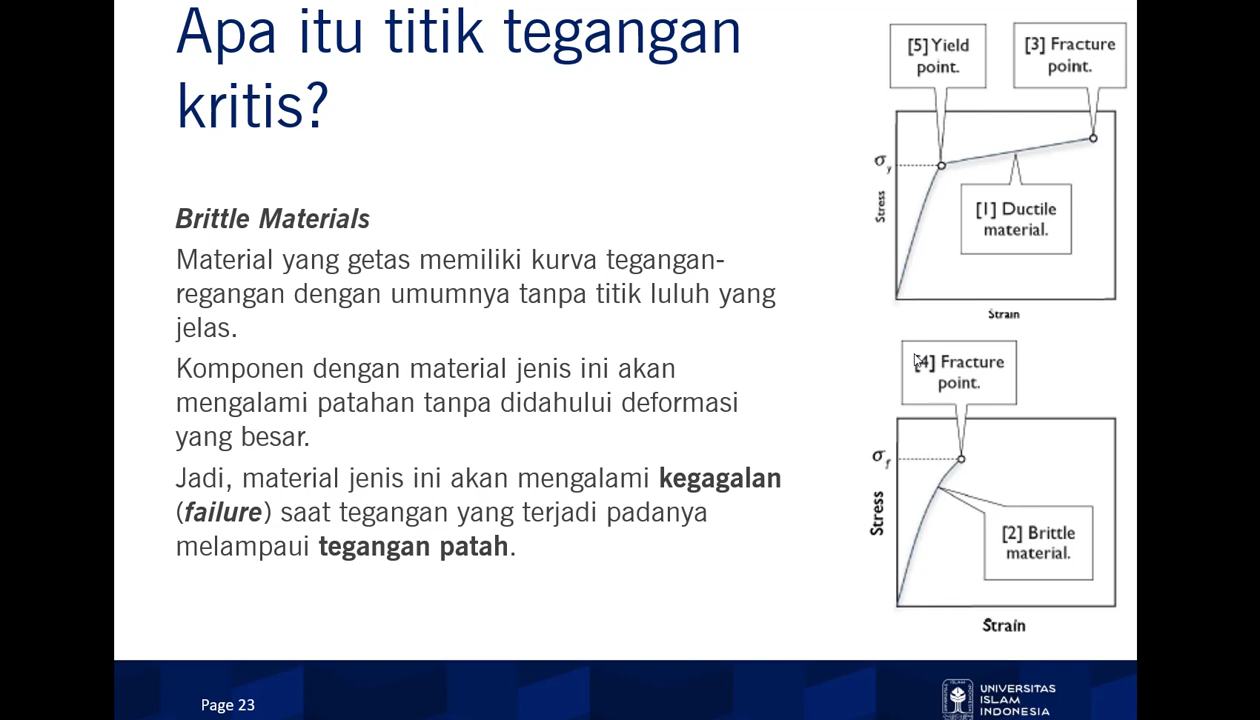 Apa itu titik tegangan
kritis?
Brittle Materials
Material yang getas memiliki kurva tegangan-
regangan dengan umumnya tanpa titik luluh yang
jelas.
Komponen dengan material jenis ini akan
mengalami patahan tanpa didahului deformasi
yang besar.
Jadi, material jenis ini akan mengalami kegagalan
(failure) saat tegangan yang terjadi padanya
melampaui tegangan patah.
[5] Yield
point.
[3] Fracture
point.
σy
Stress
[1] Ductile
material.
Strain
[4] Fracture
point.
σf
Stress
[2] Brittle
material.
Strain
Page 23
UNIVERSITAS
ISLAM
INDONESIA